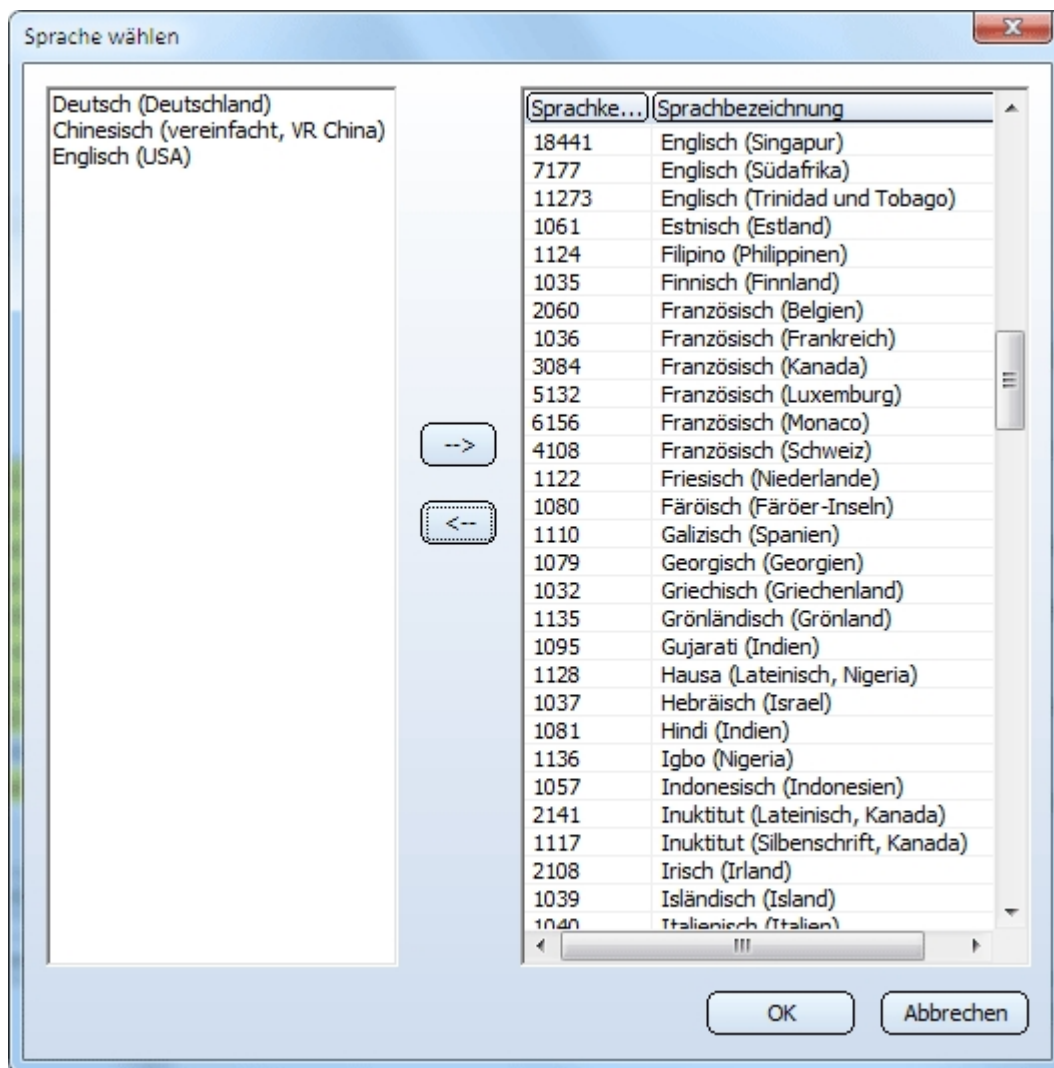 Sprache wählen
Deutsch (Deutschland)
Chinesisch (vereinfacht, VR China)
Englisch (USA)
-->
<--
Sprachke... Sprachbezeichnung
18441 Englisch (Singapur)
7177 Englisch (Südafrika)
11273 Englisch (Trinidad und Tobago)
1061 Estnisch (Estland)
1124 Filipino (Philippinen)
1035 Finnisch (Finnland)
2060 Französisch (Belgien)
1036 Französisch (Frankreich)
3084 Französisch (Kanada)
5132 Französisch (Luxemburg)
6156 Französisch (Monaco)
4108 Französisch (Schweiz)
1122 Friesisch (Niederlande)
1080 Färöisch (Färöer-Inseln)
1110 Galizisch (Spanien)
1079 Georgisch (Georgien)
1032 Griechisch (Griechenland)
1135 Grönländisch (Grönland)
1095 Gujarati (Indien)
1128 Hausa (Lateinisch, Nigeria)
1037 Hebräisch (Israel)
1081 Hindi (Indien)
1136 Igbo (Nigeria)
1057 Indonesisch (Indonesien)
2141 Inuktitut (Lateinisch, Kanada)
1117 Inuktitut (Silbenschrift, Kanada)
2108 Irisch (Irland)
1039 Isländisch (Island)
1040 Italienisch (Italien)
OK Abbrechen